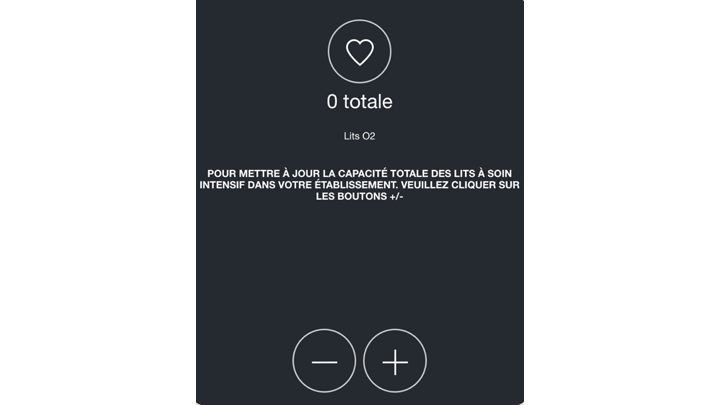 0 totale
Lits O2
POUR METTRE À JOUR LA CAPACITÉ TOTALE DES LITS À SOIN
INTENSIF DANS VOTRE ÉTABLISSEMENT. VEUILLEZ CLIQUER SUR
LES BOUTONS +/-